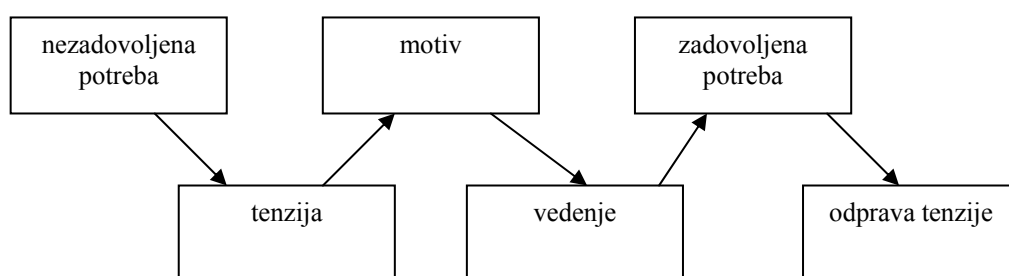 nezadovoljena
potreba
motiv
zadovoljena
potreba
tenzija
vedenje
odprava tenzije